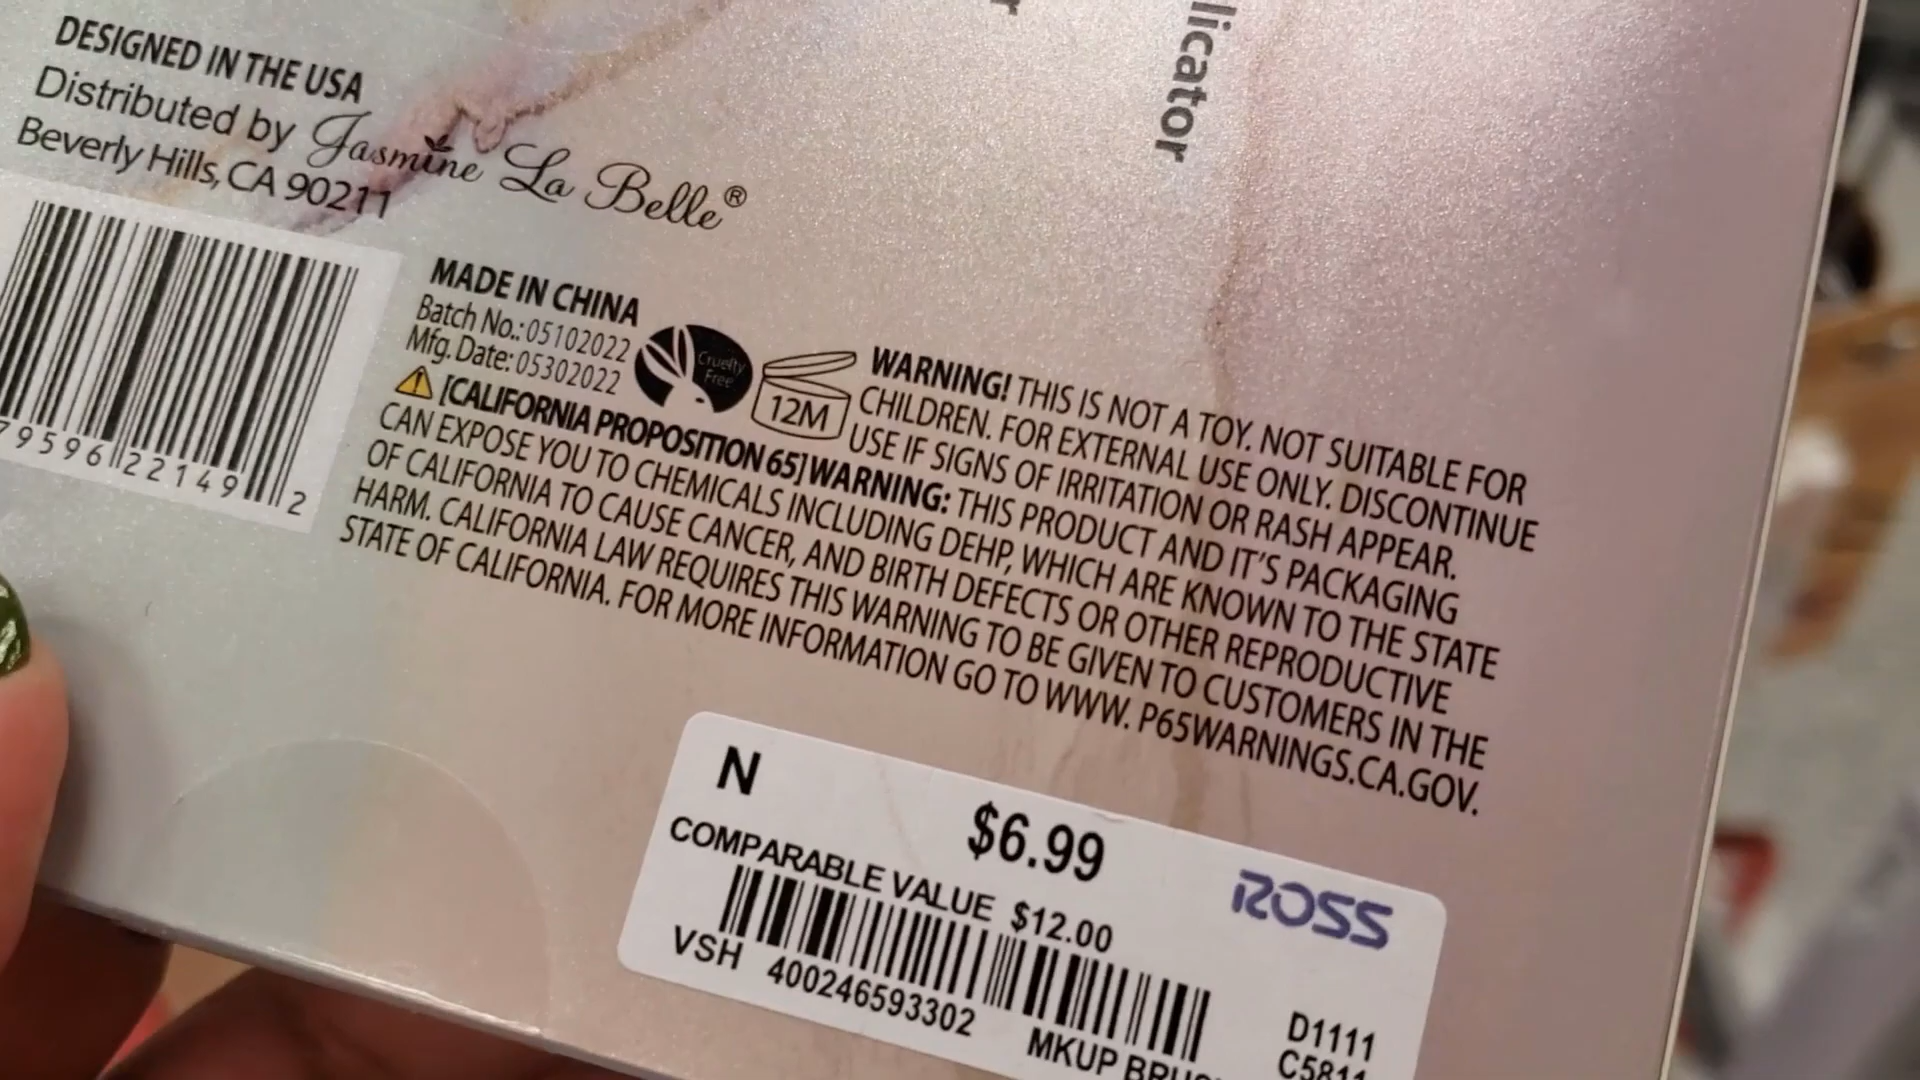 licator
DESIGNED IN THE USA
Distributed by Jasmine La Belle®
Beverly Hills, CA 90211
79596 22149 2
MADE IN CHINA
Batch No.: 05102022
Mfg. Date: 05302022
Cruelty
Free
12M
WARNING! THIS IS NOT A TOY. NOT SUITABLE FOR
CHILDREN. FOR EXTERNAL USE ONLY. DISCONTINUE
USE IF SIGNS OF IRRITATION OR RASH APPEAR.
[CALIFORNIA PROPOSITION 65] WARNING: THIS PRODUCT AND IT'S PACKAGING
CAN EXPOSE YOU TO CHEMICALS INCLUDING DEHP, WHICH ARE KNOWN TO THE STATE
OF CALIFORNIA TO CAUSE CANCER, AND BIRTH DEFECTS OR OTHER REPRODUCTIVE
HARM. CALIFORNIA LAW REQUIRES THIS WARNING TO BE GIVEN TO CUSTOMERS IN THE
STATE OF CALIFORNIA. FOR MORE INFORMATION GO TO WWW. P65WARNINGS.CA.GOV.
N
$6.99
COMPARABLE VALUE $12.00
ROSS
VSH 400246593302
D1111
MKUP BRUS
C5811